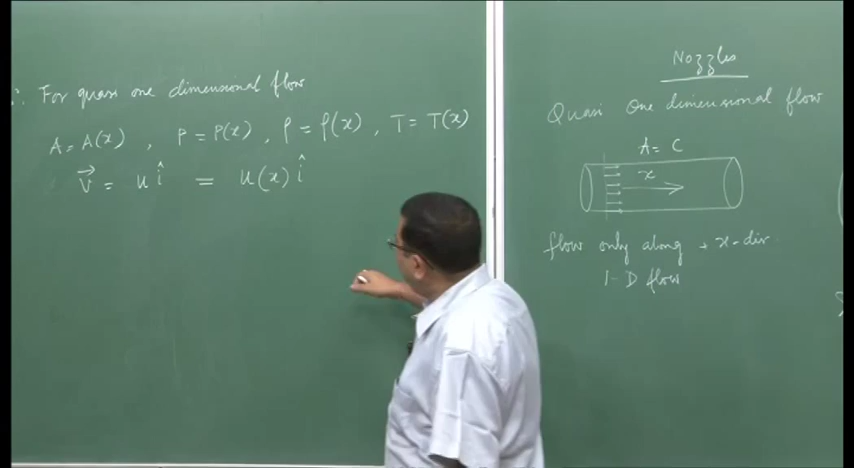 ∴ For quasi one dimensional flow
A = A(x) , P = P(x) , ρ = ρ(x) , T = T(x)
V⃗ = u î = u(x) î
Nozzles
Quasi One dimensional flow
A = C
x
flow only along + x-dir
1-D flow